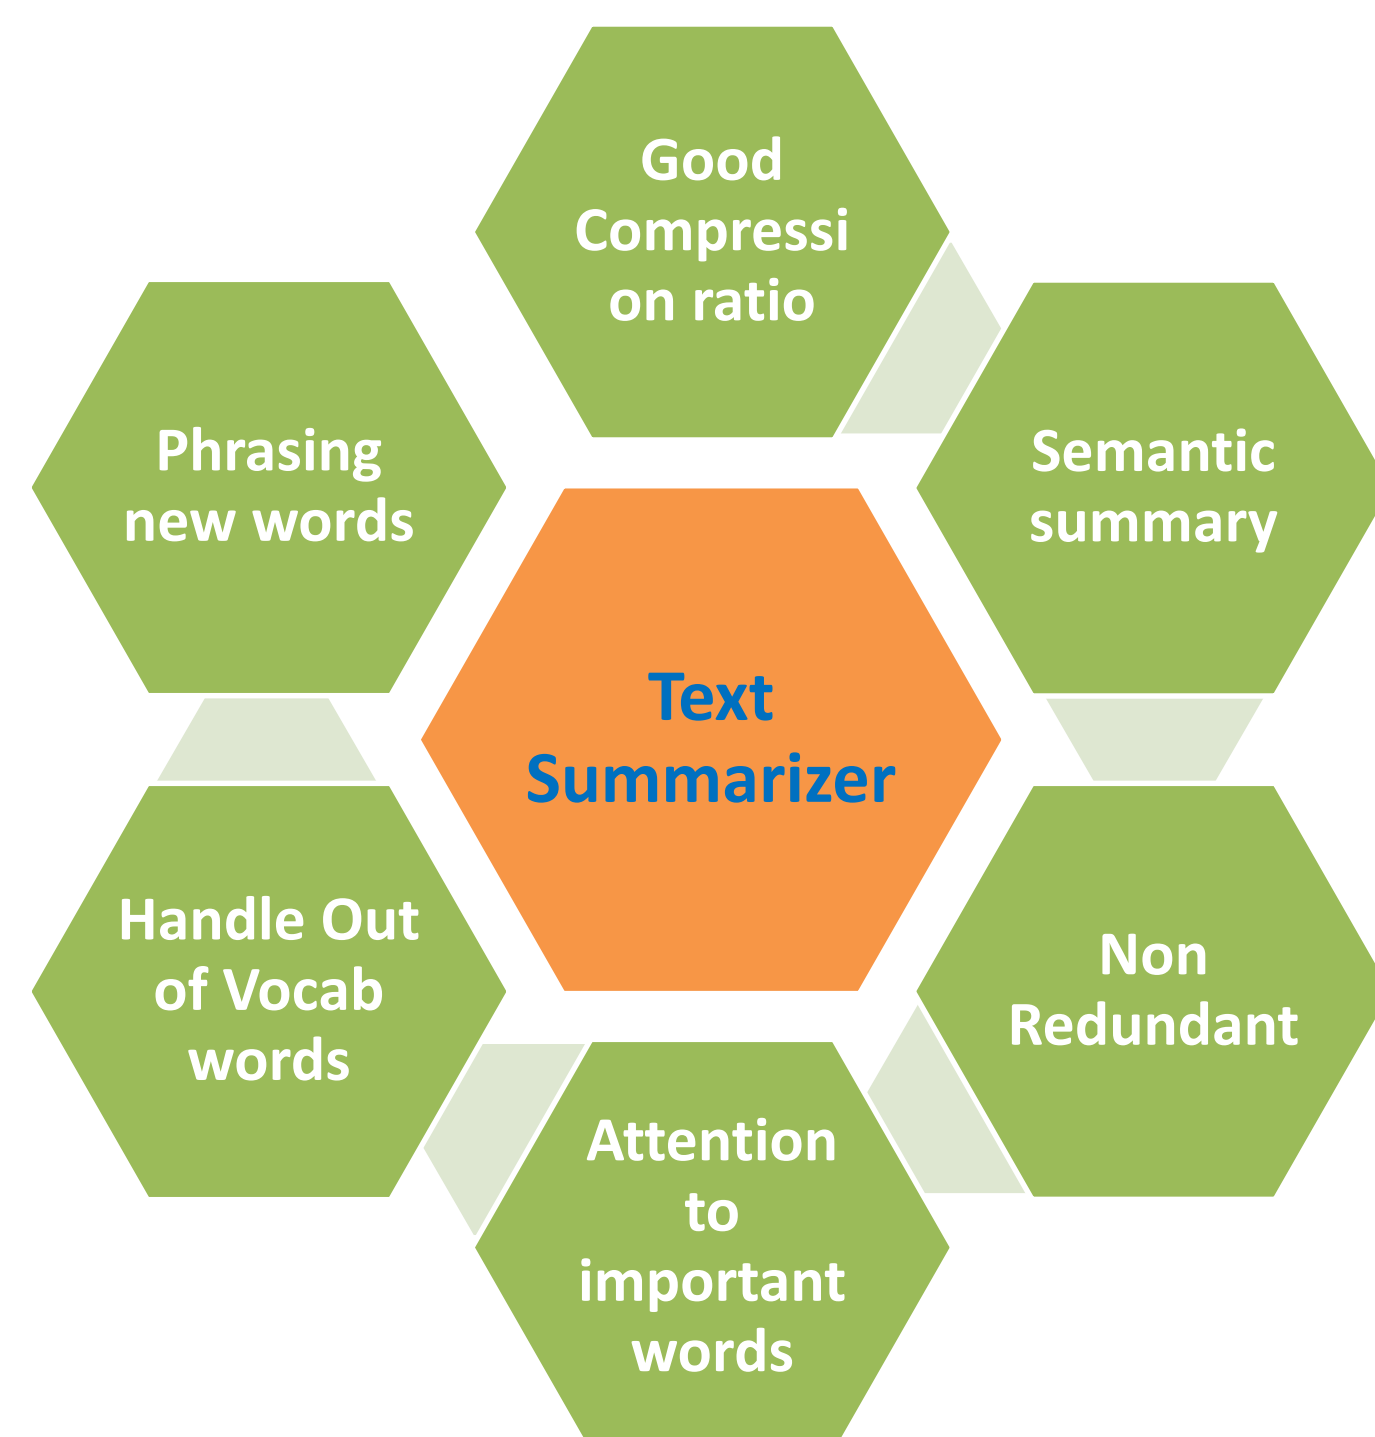 Good
Compressi
on ratio
Phrasing
new words
Semantic
summary
Text
Summarizer
Handle Out
of Vocab
words
Non
Redundant
Attention
to
important
words